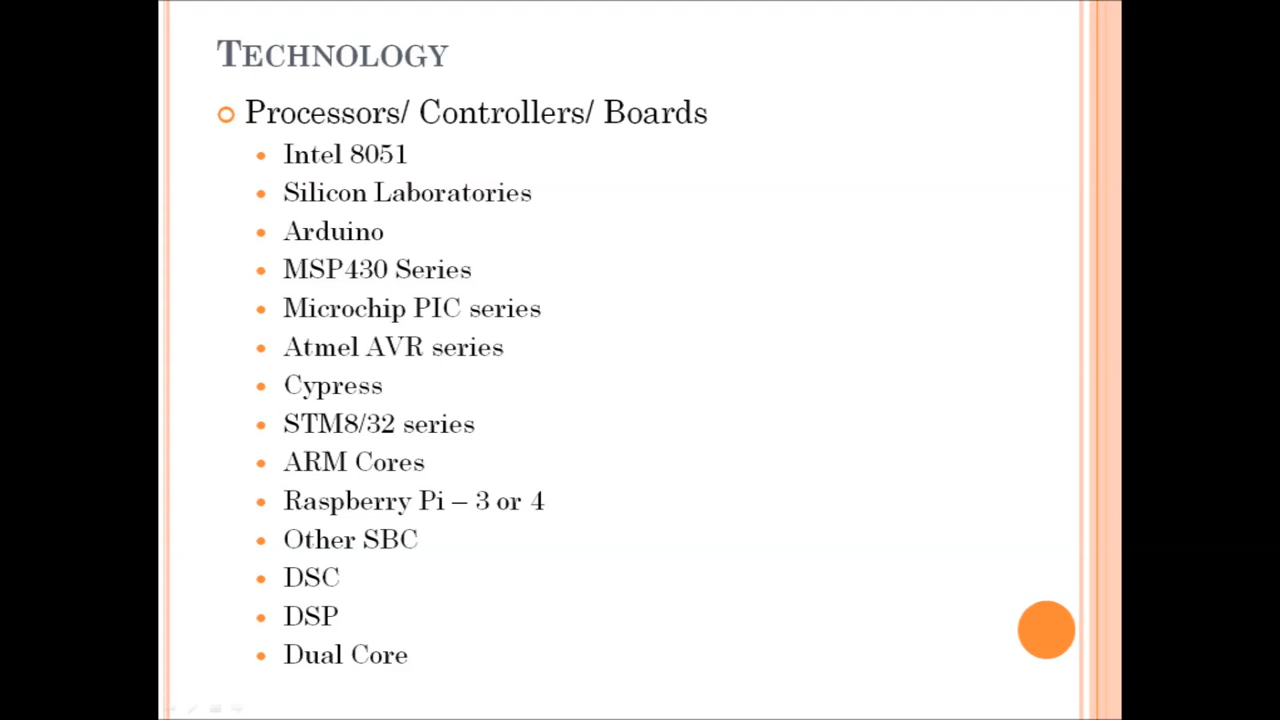 TECHNOLOGY
Processors/ Controllers/ Boards
Intel 8051
Silicon Laboratories
Arduino
MSP430 Series
Microchip PIC series
Atmel AVR series
Cypress
STM8/32 series
ARM Cores
Raspberry Pi – 3 or 4
Other SBC
DSC
DSP
Dual Core